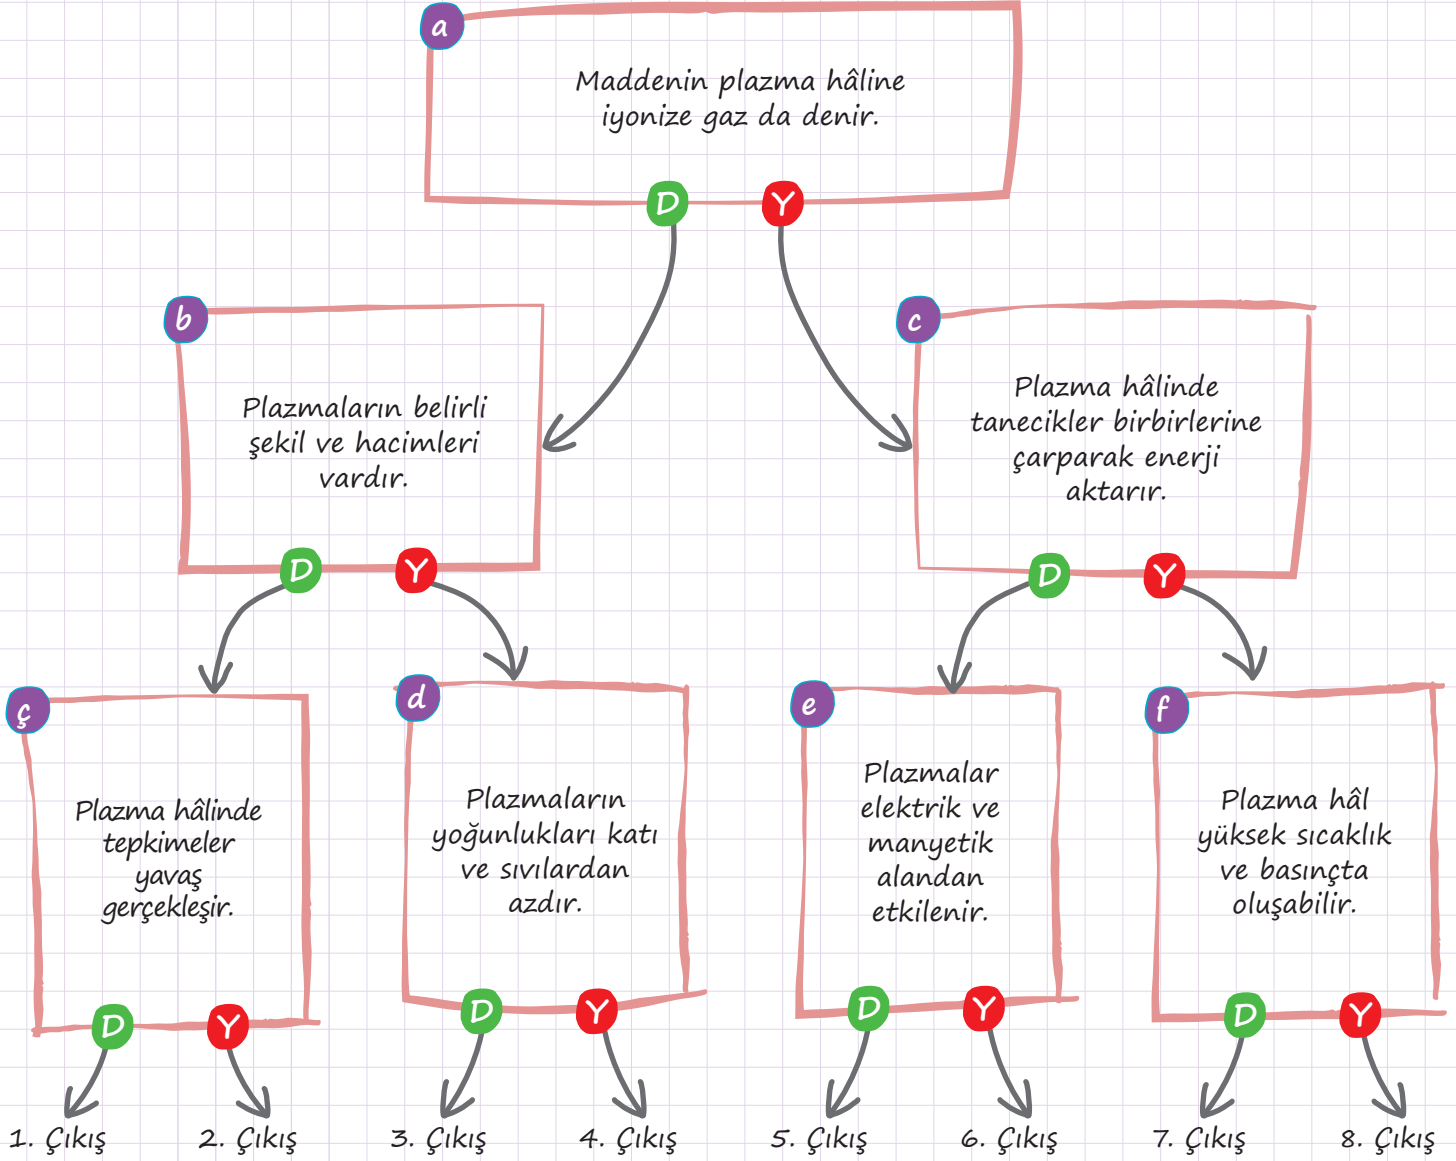 a
Maddenin plazma hâline
iyonize gaz da denir.
D Y
b
Plazmaların belirli
şekil ve hacimleri
vardır.
D Y
c
Plazma hâlinde
tanecikler birbirlerine
çarparak enerji
aktarır.
D Y
ç
Plazma hâlinde
tepkimeler
yavaş
gerçekleşir.
D Y
d
Plazmaların
yoğunlukları katı
ve sıvılardan
azdır.
D Y
e
Plazmalar
elektrik ve
manyetik
alandan
etkilenir.
D Y
f
Plazma hâl
yüksek sıcaklık
ve basınçta
oluşabilir.
D Y
1. Çıkış 2. Çıkış 3. Çıkış 4. Çıkış 5. Çıkış 6. Çıkış 7. Çıkış 8. Çıkış